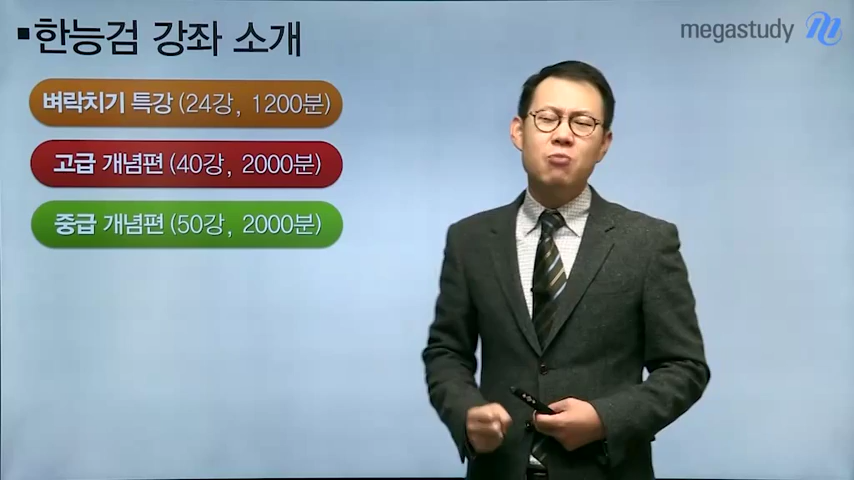 ▪한능검 강좌 소개
megastudy
벼락치기 특강 (24강, 1200분)
고급 개념편 (40강, 2000분)
중급 개념편 (50강, 2000분)